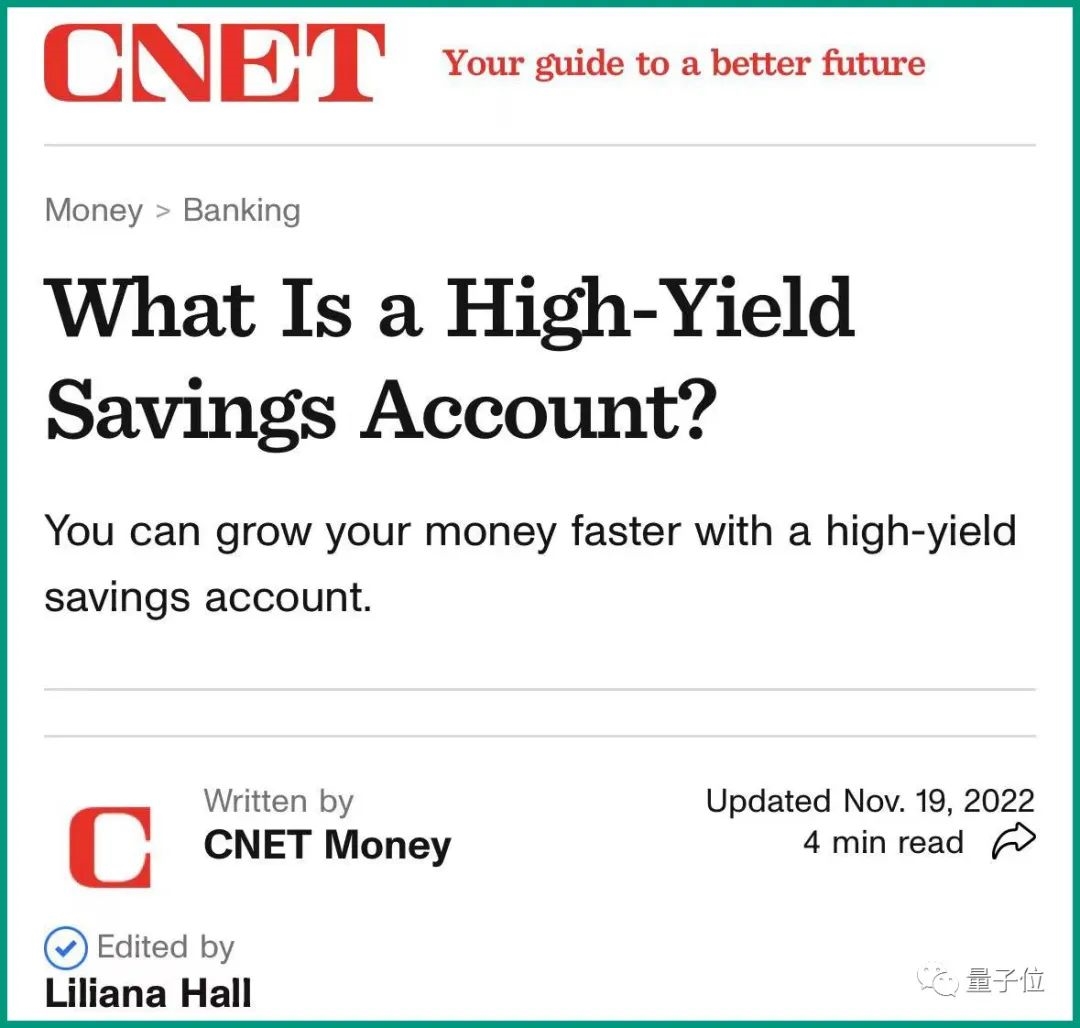 CNET
Your guide to a better future
Money > Banking
What Is a High-Yield
Savings Account?
You can grow your money faster with a high-yield
savings account.
C
Written by
CNET Money
Updated Nov. 19, 2022
4 min read
Edited by
Liliana Hall
量子位